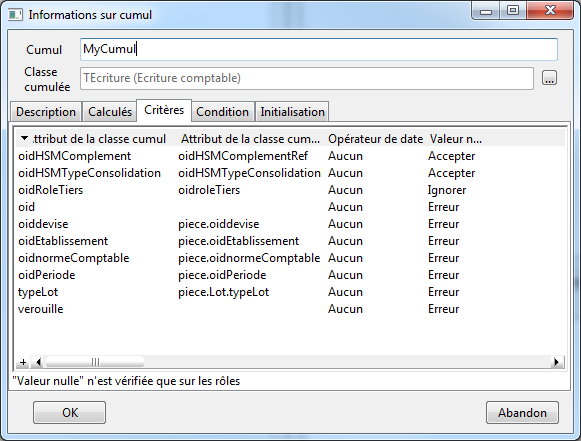 Informations sur cumul
Cumul MyCumul
Classe cumulée TEcriture (Ecriture comptable) ...
Description Calculés Critères Condition Initialisation
.ttribut de la classe cumul Attribut de la classe cum... Opérateur de date Valeur n...
oidHSMComplement oidHSMComplementRef Aucun Accepter
oidHSMTypeConsolidation oidHSMTypeConsolidation Aucun Accepter
oidRoleTiers oidroleTiers Aucun Ignorer
oid Aucun Erreur
oiddevise piece.oiddevise Aucun Erreur
oidEtablissement piece.oidEtablissement Aucun Erreur
oidnormeComptable piece.oidnormeComptable Aucun Erreur
oidPeriode piece.oidPeriode Aucun Erreur
typeLot piece.Lot.typeLot Aucun Erreur
verouille Aucun Erreur
"Valeur nulle" n'est vérifiée que sur les rôles
OK Abandon